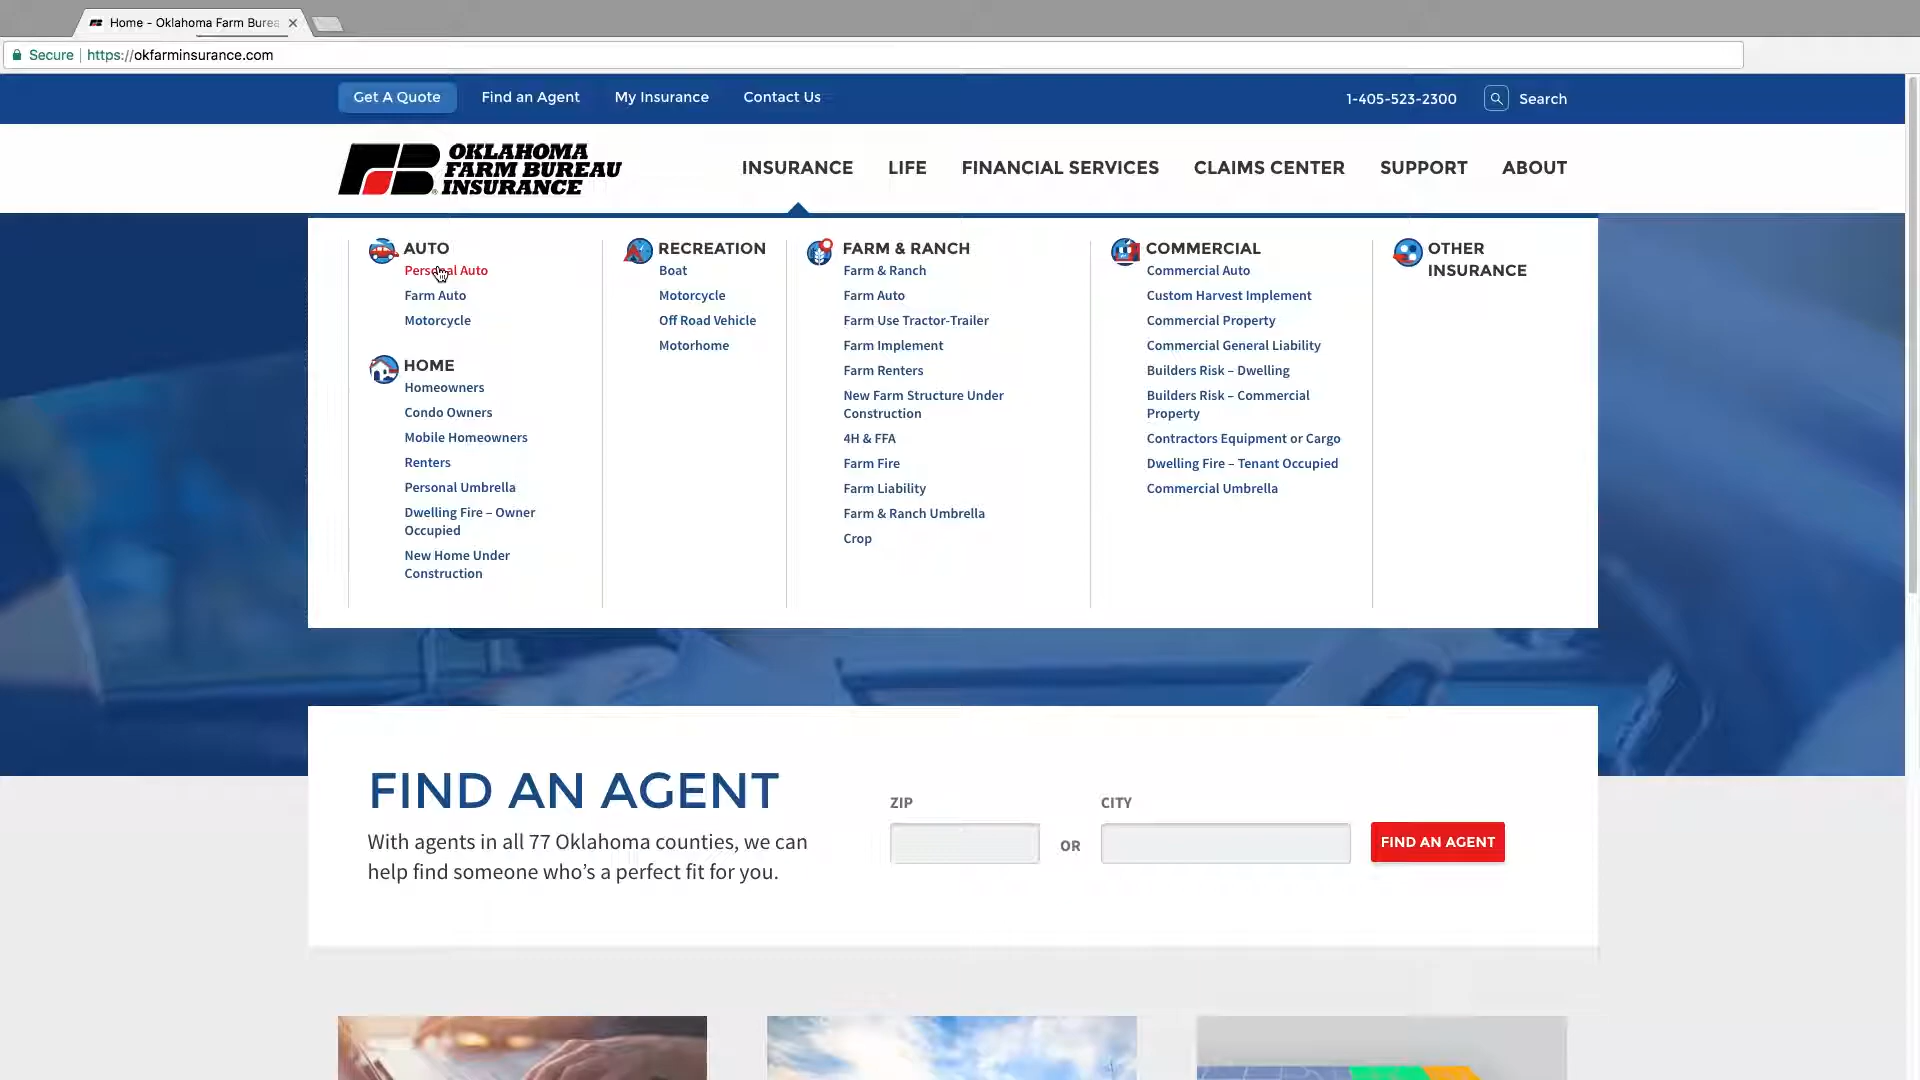 Home - Oklahoma Farm Burea
Secure https://okfarminsurance.com
Get A Quote Find an Agent My Insurance Contact Us 1-405-523-2300 Search
OKLAHOMA
FARM BUREAU
INSURANCE
INSURANCE LIFE FINANCIAL SERVICES CLAIMS CENTER SUPPORT ABOUT
AUTO
Personal Auto
Farm Auto
Motorcycle
HOME
Homeowners
Condo Owners
Mobile Homeowners
Renters
Personal Umbrella
Dwelling Fire – Owner
Occupied
New Home Under
Construction
RECREATION
Boat
Motorcycle
Off Road Vehicle
Motorhome
FARM & RANCH
Farm & Ranch
Farm Auto
Farm Use Tractor-Trailer
Farm Implement
Farm Renters
New Farm Structure Under
Construction
4H & FFA
Farm Fire
Farm Liability
Farm & Ranch Umbrella
Crop
COMMERCIAL
Commercial Auto
Custom Harvest Implement
Commercial Property
Commercial General Liability
Builders Risk – Dwelling
Builders Risk – Commercial
Property
Contractors Equipment or Cargo
Dwelling Fire – Tenant Occupied
Commercial Umbrella
OTHER
INSURANCE
FIND AN AGENT
With agents in all 77 Oklahoma counties, we can
help find someone who's a perfect fit for you.
ZIP
OR
CITY
FIND AN AGENT